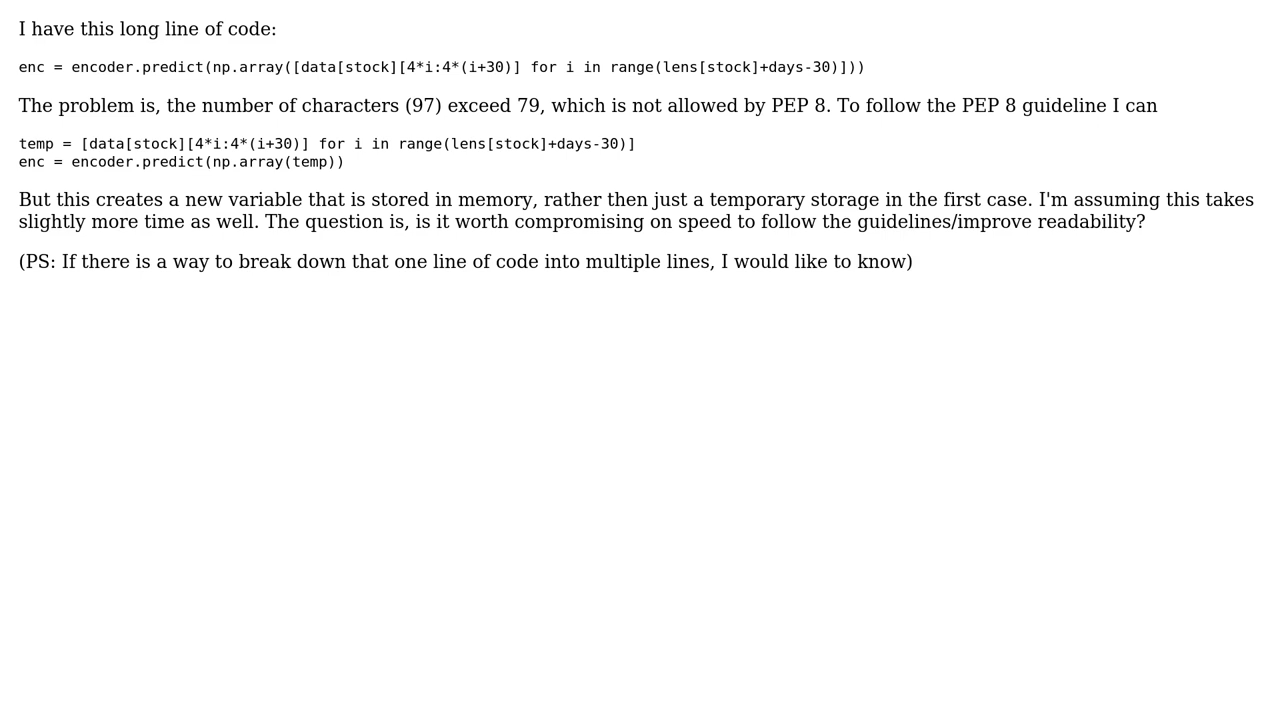 I have this long line of code:
enc = encoder.predict(np.array([data[stock][4*i:4*(i+30)] for i in range(lens[stock]+days-30)]))
The problem is, the number of characters (97) exceed 79, which is not allowed by PEP 8. To follow the PEP 8 guideline I can
temp = [data[stock][4*i:4*(i+30)] for i in range(lens[stock]+days-30)]
enc = encoder.predict(np.array(temp))
But this creates a new variable that is stored in memory, rather then just a temporary storage in the first case. I'm assuming this takes
slightly more time as well. The question is, is it worth compromising on speed to follow the guidelines/improve readability?
(PS: If there is a way to break down that one line of code into multiple lines, I would like to know)